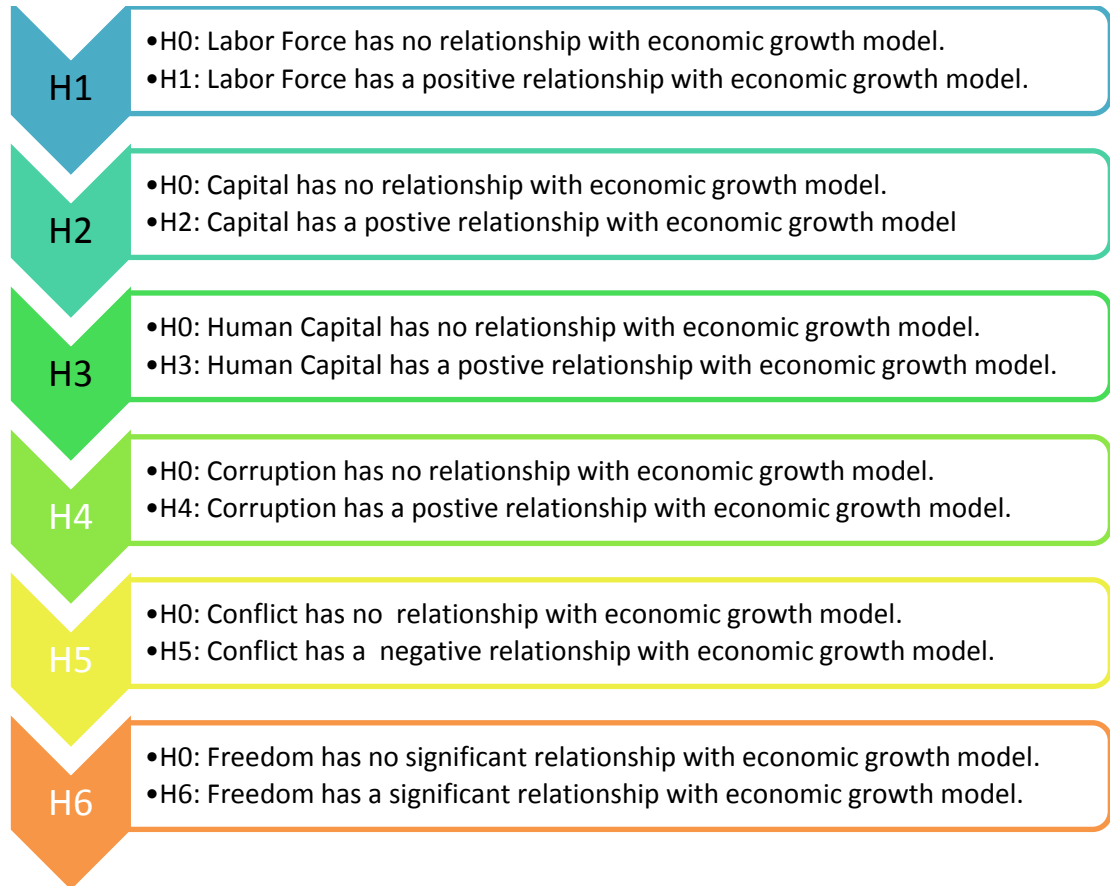 H1
•H0: Labor Force has no relationship with economic growth model.
•H1: Labor Force has a positive relationship with economic growth model.
H2
•H0: Capital has no relationship with economic growth model.
•H2: Capital has a postive relationship with economic growth model
H3
•H0: Human Capital has no relationship with economic growth model.
•H3: Human Capital has a postive relationship with economic growth model.
H4
•H0: Corruption has no relationship with economic growth model.
•H4: Corruption has a postive relationship with economic growth model.
H5
•H0: Conflict has no  relationship with economic growth model.
•H5: Conflict has a  negative relationship with economic growth model.
H6
•H0: Freedom has no significant relationship with economic growth model.
•H6: Freedom has a significant relationship with economic growth model.